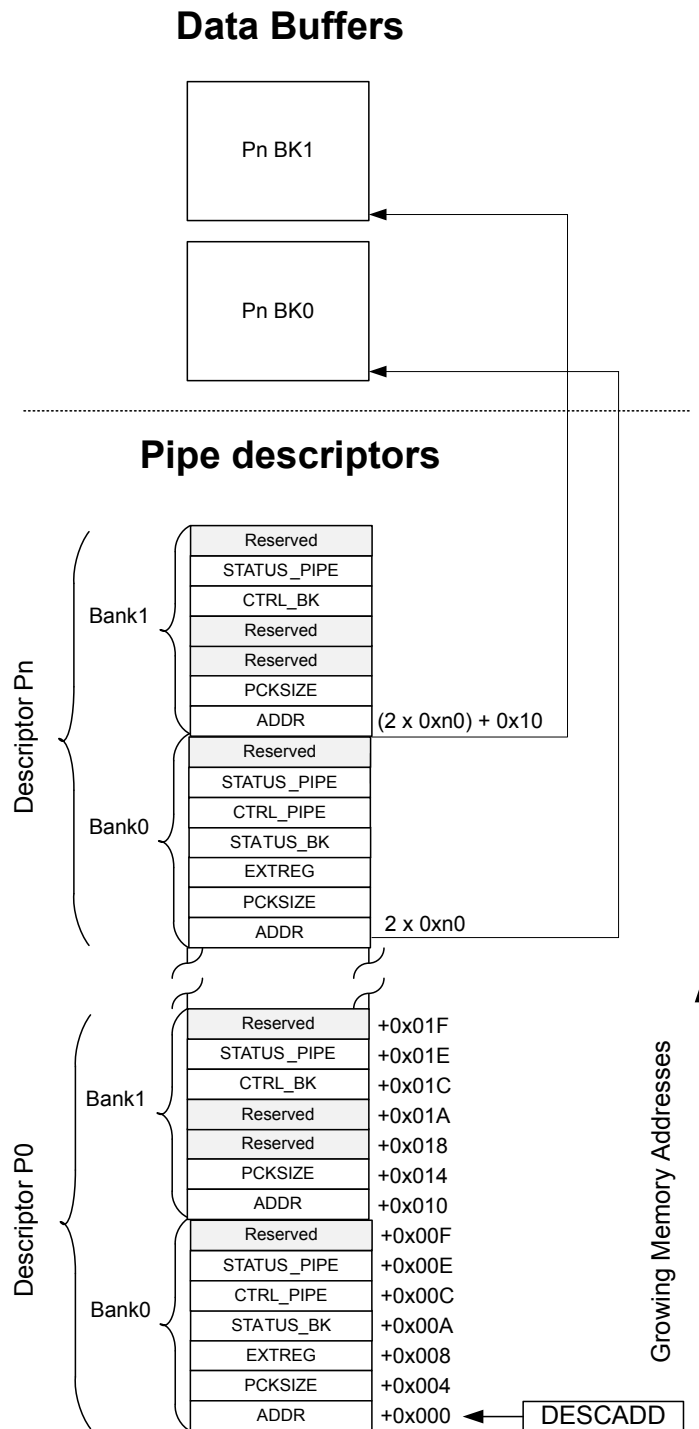 Data Buffers
Pn BK1
Pn BK0
Pipe descriptors
Descriptor Pn
Bank1
Reserved
STATUS_PIPE
CTRL_BK
Reserved
Reserved
PCKSIZE
ADDR (2 x 0xn0) + 0x10
Bank0
Reserved
STATUS_PIPE
CTRL_PIPE
STATUS_BK
EXTREG
PCKSIZE
ADDR 2 x 0xn0
Descriptor P0
Bank1
Reserved +0x01F
STATUS_PIPE +0x01E
CTRL_BK +0x01C
Reserved +0x01A
Reserved +0x018
PCKSIZE +0x014
ADDR +0x010
Bank0
Reserved +0x00F
STATUS_PIPE +0x00E
CTRL_PIPE +0x00C
STATUS_BK +0x00A
EXTREG +0x008
PCKSIZE +0x004
ADDR +0x000 DESCADD
Growing Memory Addresses